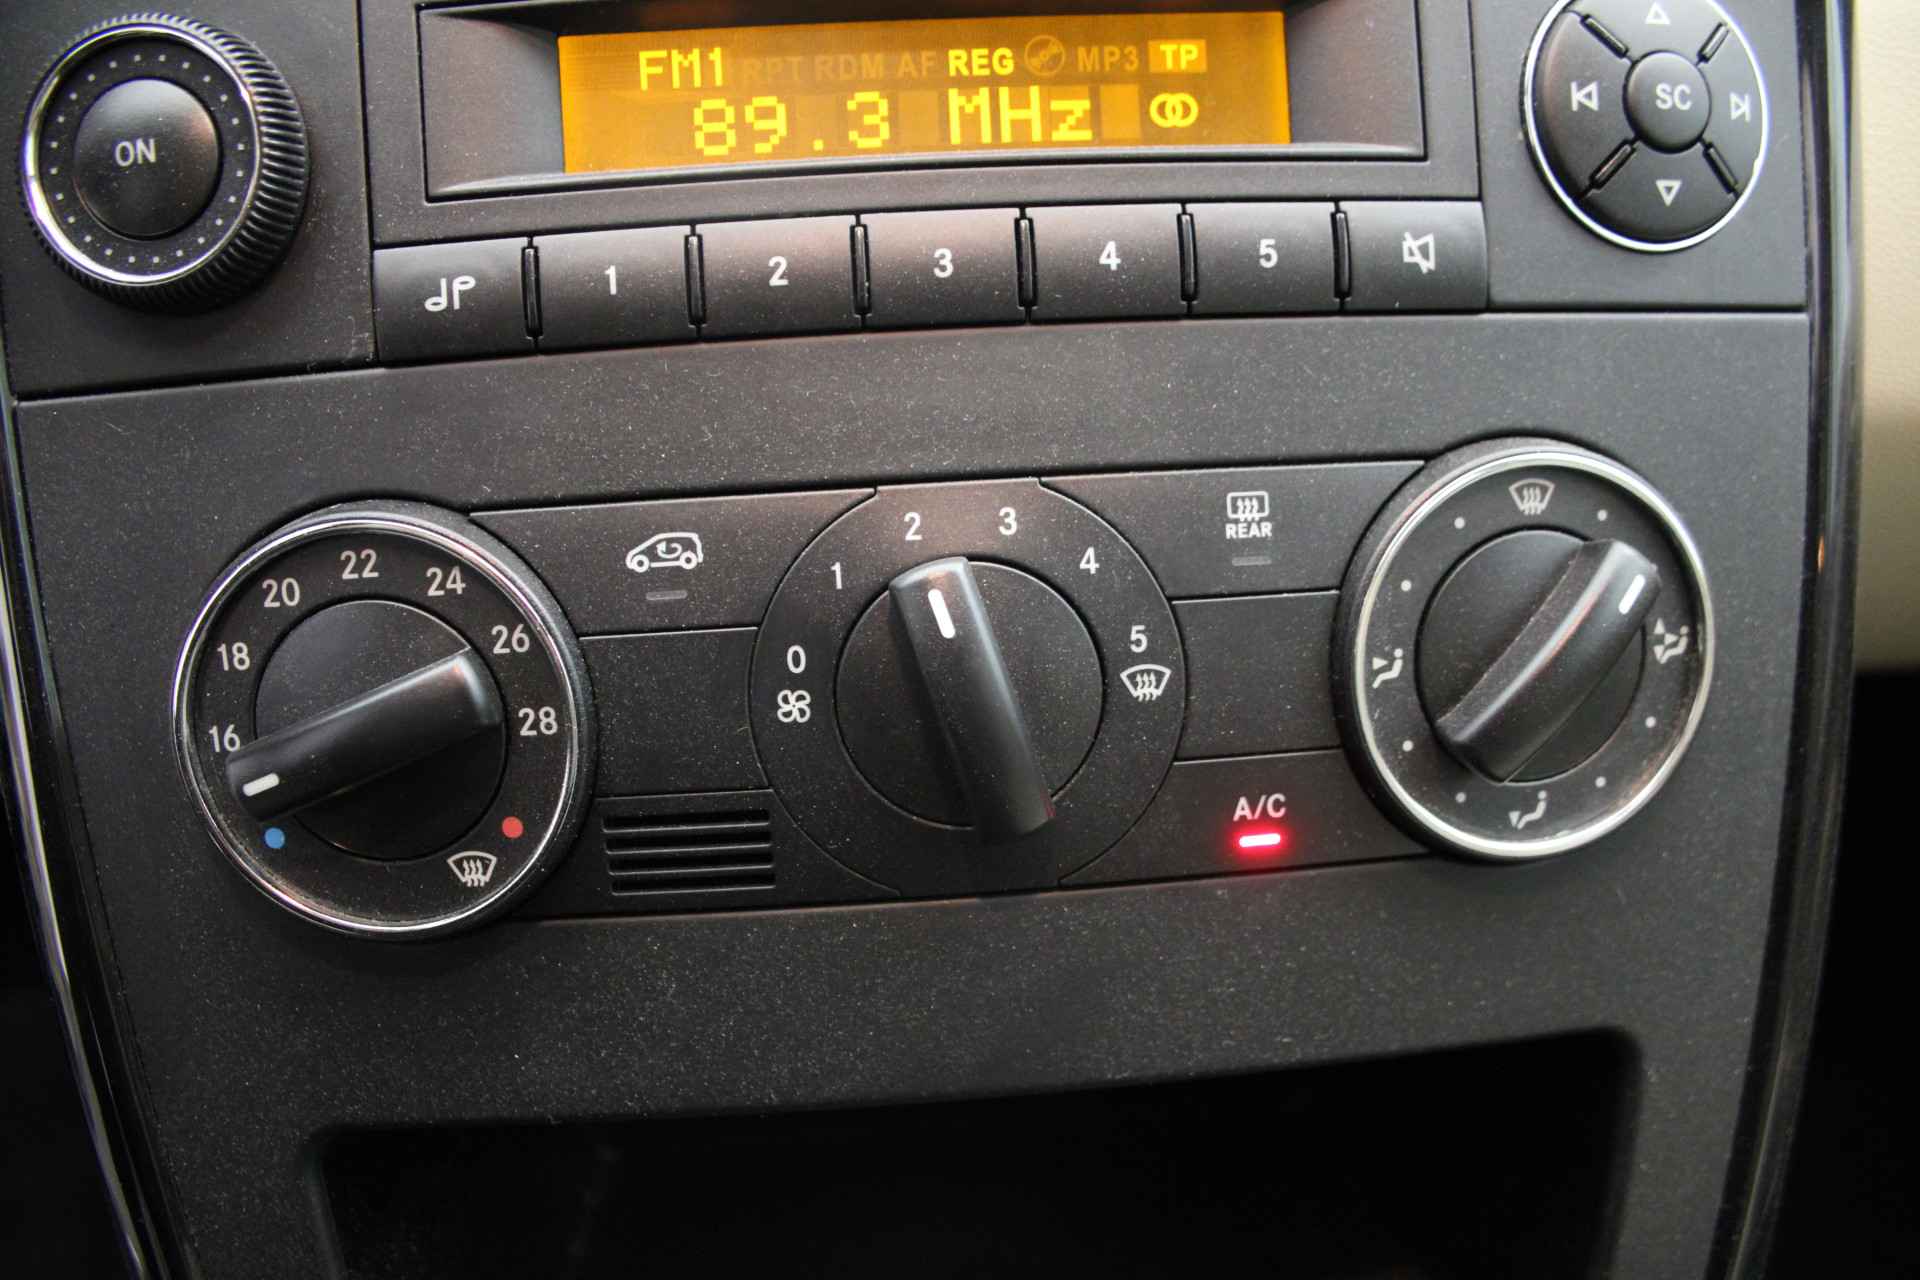 FM1 RPT RDM AF REG MP3 TP
89.3 MHz
ON
SC
1 2 3 4 5
16 18 20 22 24 26 28
0 1 2 3 4 5
REAR
A/C